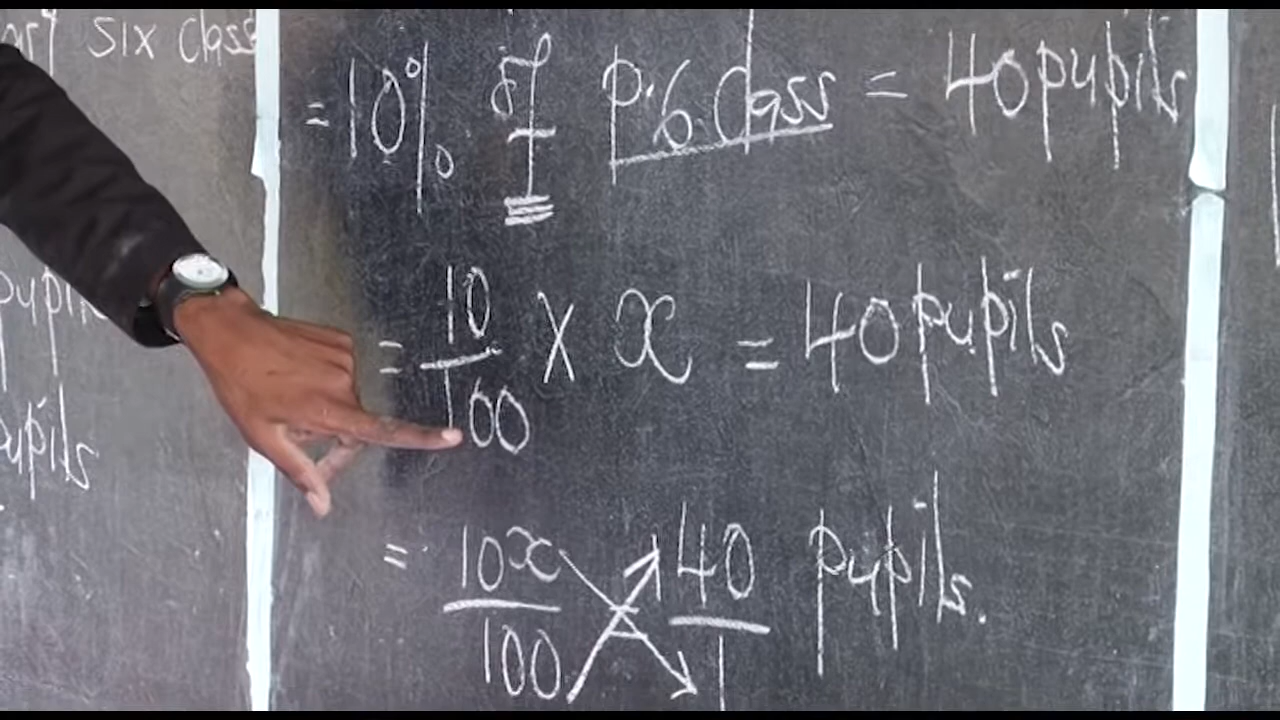 six class
= 10% of p.6 class = 40 pupils
pupils
= 10/100 X x = 40 pupils
pupils
= 10x/100 40/1 pupils.